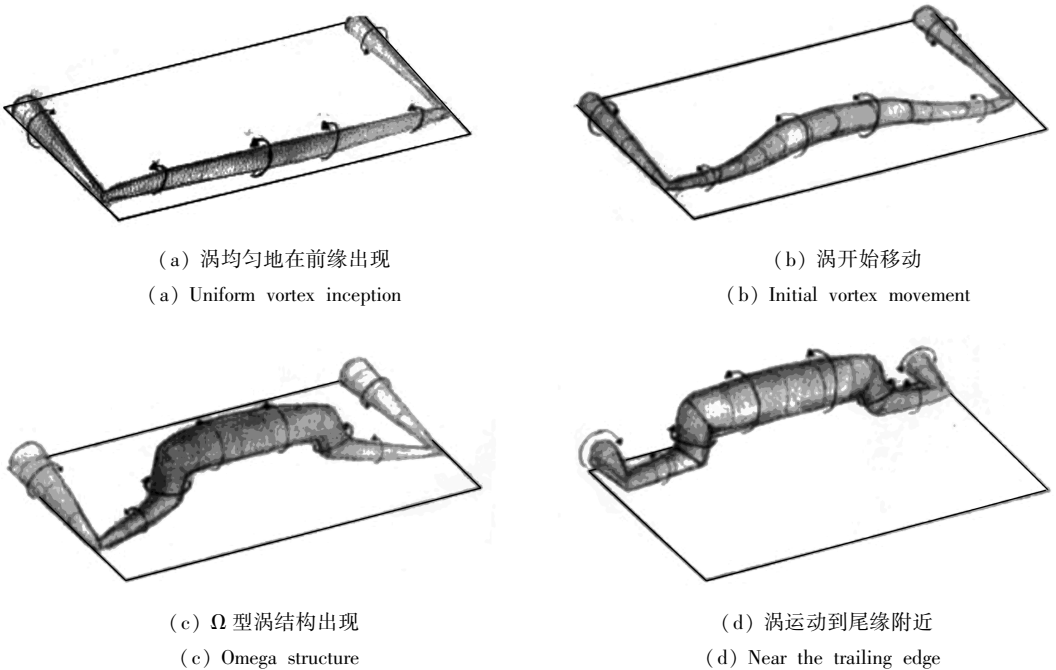 (a) 涡均匀地在前缘出现
(a) Uniform vortex inception
(b) 涡开始移动
(b) Initial vortex movement
(c) Ω 型涡结构出现
(c) Omega structure
(d) 涡运动到尾缘附近
(d) Near the trailing edge